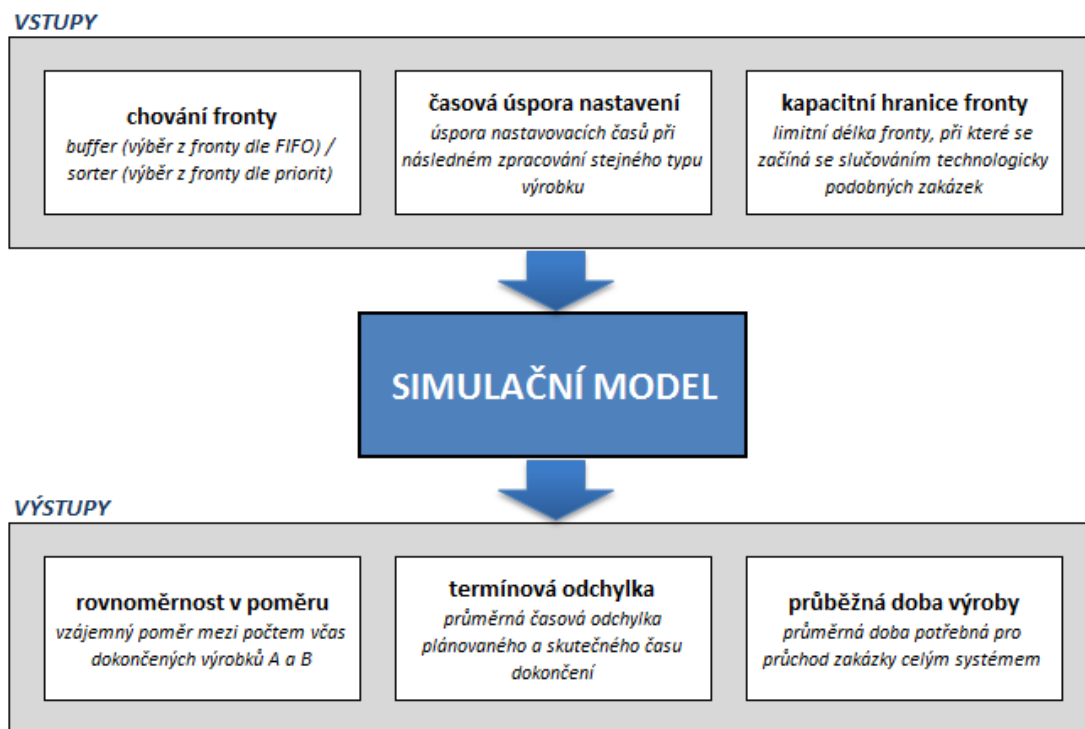 VSTUPY
chování fronty
buffer (výběr z fronty dle FIFO) /
sorter (výběr z fronty dle priorit)
časová úspora nastavení
úspora nastavovacích časů při
následném zpracování stejného typu
výrobku
kapacitní hranice fronty
limitní délka fronty, při které se
začíná se slučováním technologicky
podobných zakázek
SIMULAČNÍ MODEL
VÝSTUPY
rovnoměrnost v poměru
vzájemný poměr mezi počtem včas
dokončených výrobků A a B
termínová odchylka
průměrná časová odchylka
plánovaného a skutečného času
dokončení
průběžná doba výroby
průměrná doba potřebná pro
průchod zakázky celým systémem